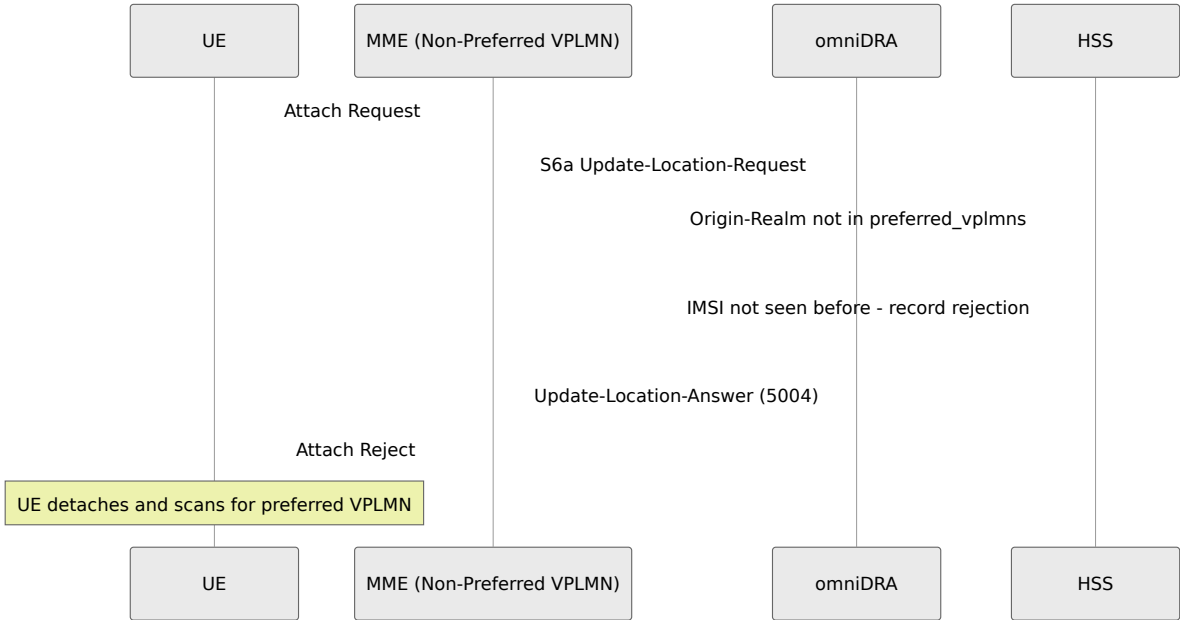 UE
MME (Non-Preferred VPLMN)
omniDRA
HSS
Attach Request
S6a Update-Location-Request
Origin-Realm not in preferred_vplmns
IMSI not seen before - record rejection
Update-Location-Answer (5004)
Attach Reject
UE detaches and scans for preferred VPLMN
UE
MME (Non-Preferred VPLMN)
omniDRA
HSS